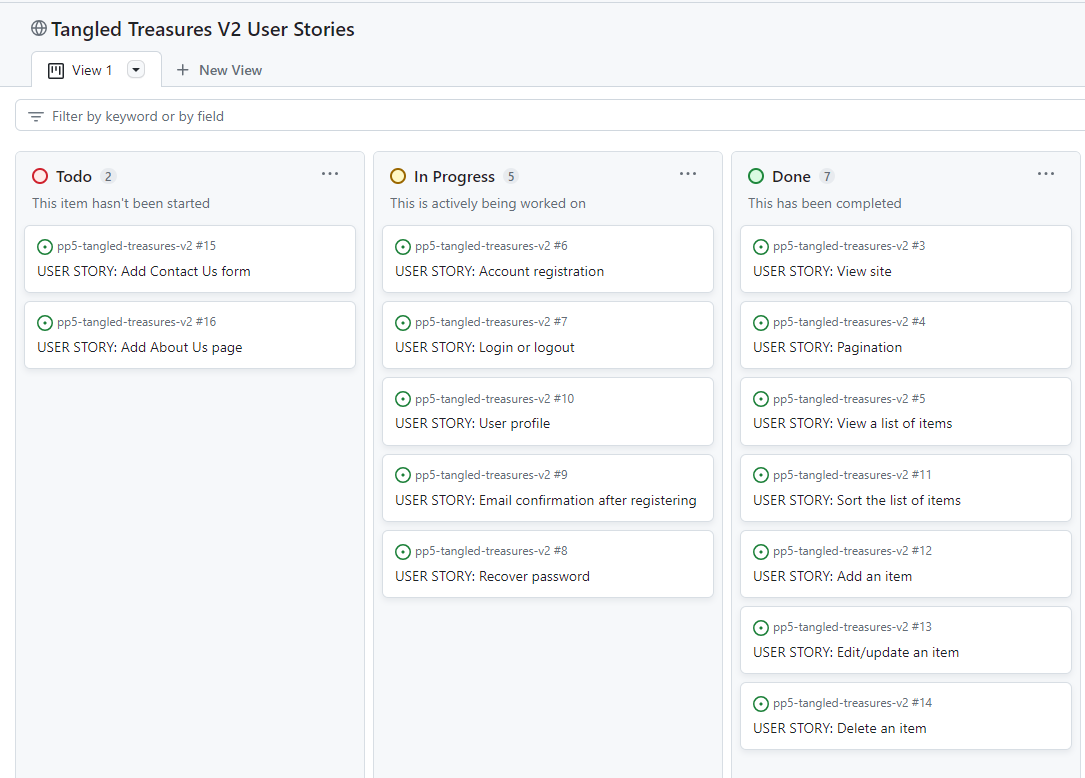 Tangled Treasures V2 User Stories
View 1
New View
Filter by keyword or by field
Todo 2
This item hasn't been started
pp5-tangled-treasures-v2 #15
USER STORY: Add Contact Us form
pp5-tangled-treasures-v2 #16
USER STORY: Add About Us page
In Progress 5
This is actively being worked on
pp5-tangled-treasures-v2 #6
USER STORY: Account registration
pp5-tangled-treasures-v2 #7
USER STORY: Login or logout
pp5-tangled-treasures-v2 #10
USER STORY: User profile
pp5-tangled-treasures-v2 #9
USER STORY: Email confirmation after registering
pp5-tangled-treasures-v2 #8
USER STORY: Recover password
Done 7
This has been completed
pp5-tangled-treasures-v2 #3
USER STORY: View site
pp5-tangled-treasures-v2 #4
USER STORY: Pagination
pp5-tangled-treasures-v2 #5
USER STORY: View a list of items
pp5-tangled-treasures-v2 #11
USER STORY: Sort the list of items
pp5-tangled-treasures-v2 #12
USER STORY: Add an item
pp5-tangled-treasures-v2 #13
USER STORY: Edit/update an item
pp5-tangled-treasures-v2 #14
USER STORY: Delete an item